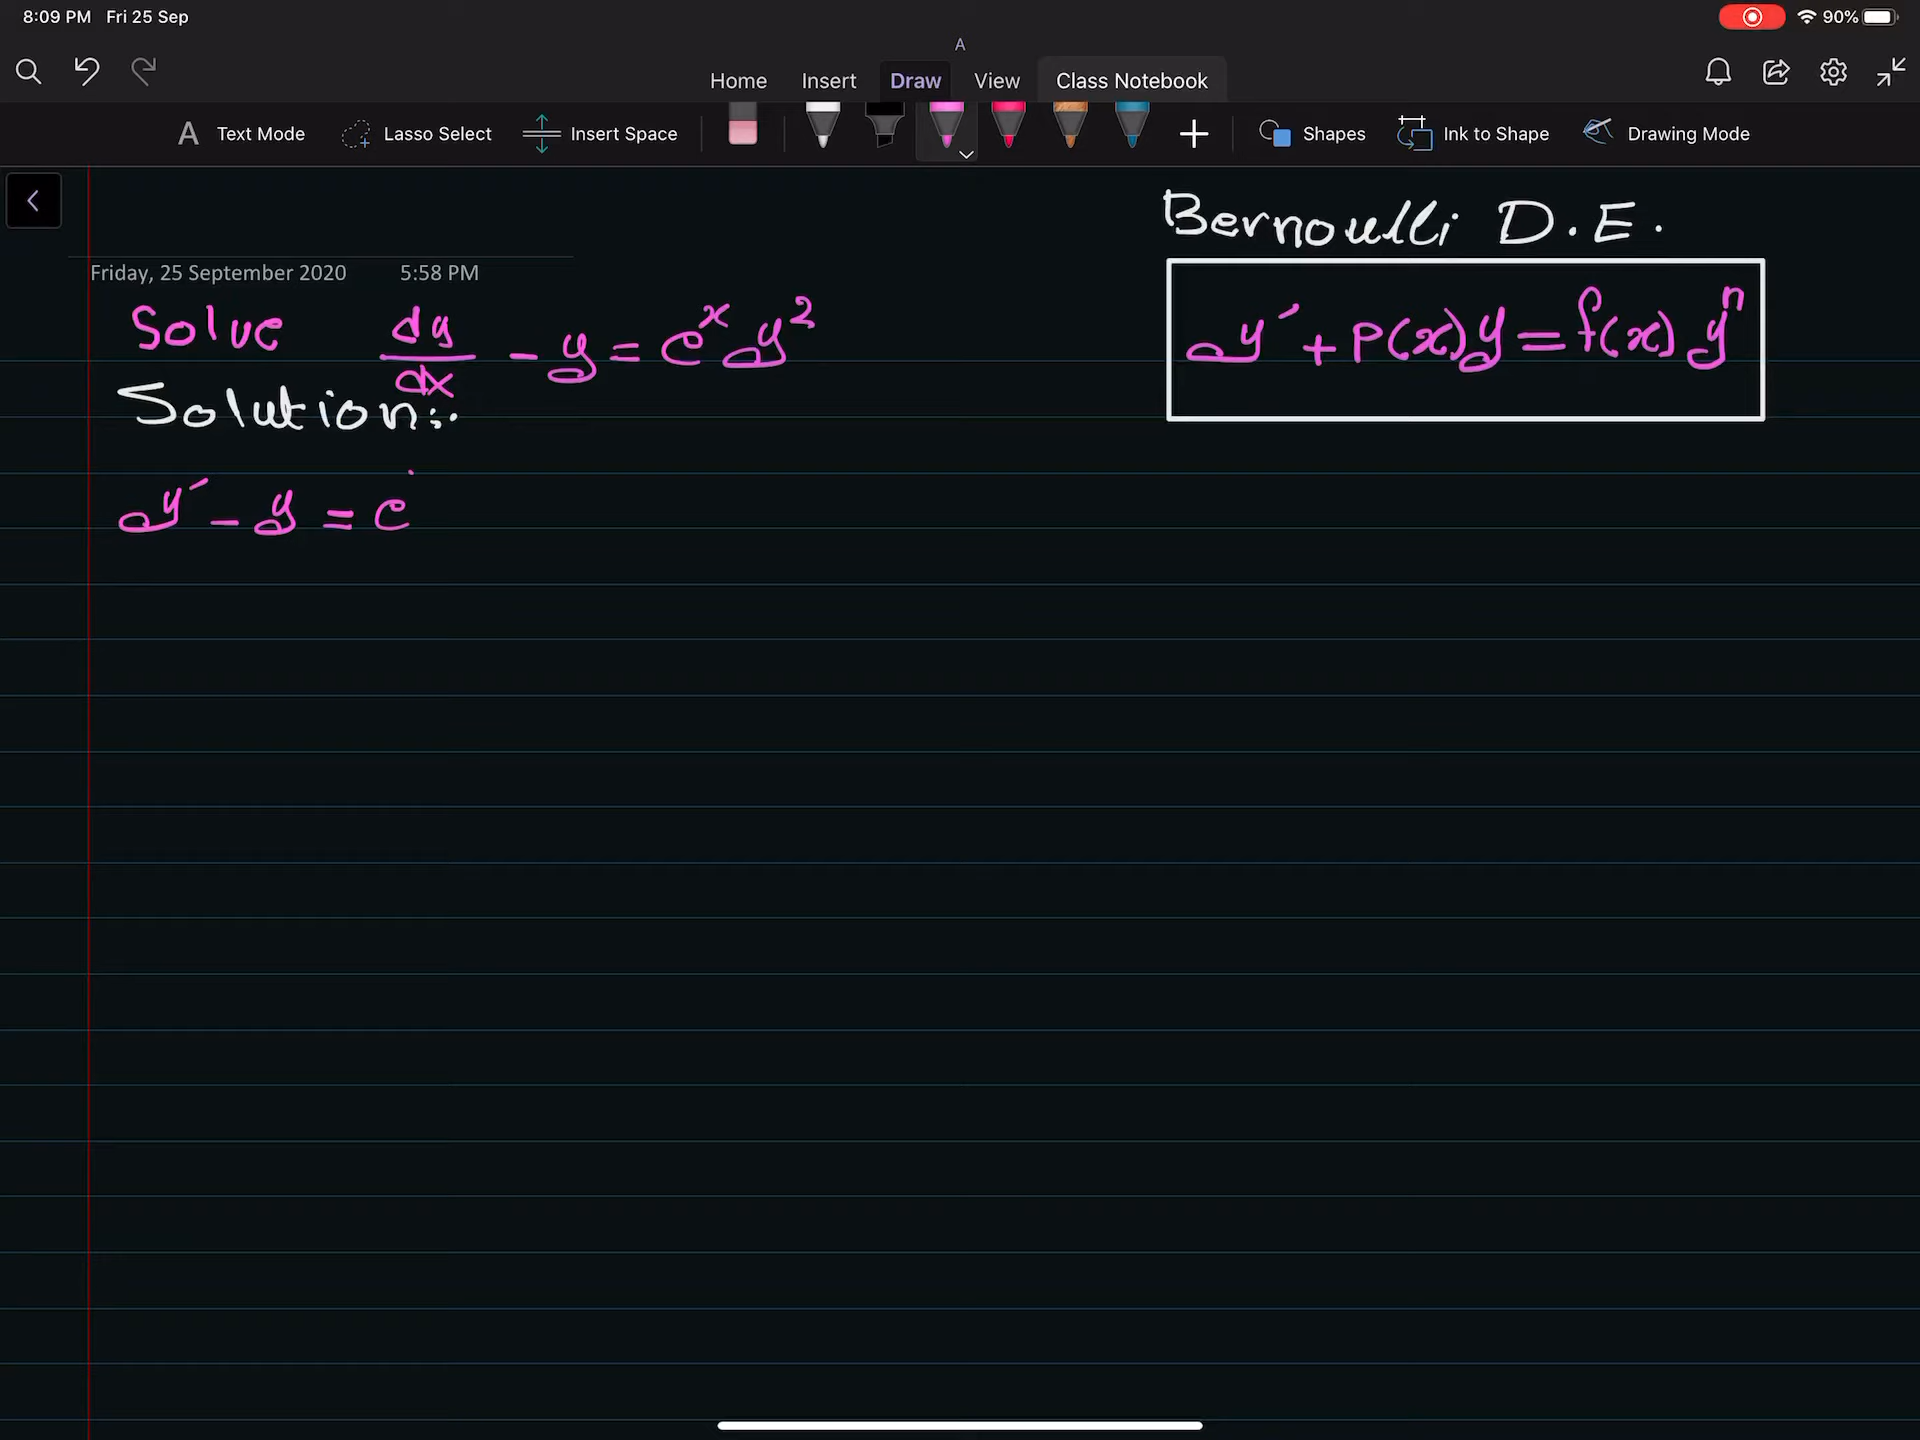 8:09 PM Fri 25 Sep
90%
A
Home Insert Draw View Class Notebook
A Text Mode Lasso Select Insert Space Shapes Ink to Shape Drawing Mode
Bernoulli D.E.
Friday, 25 September 2020 5:58 PM
Solve dy/dx - y = e^x y^2
y' + P(x)y = f(x) y^n
Solution:.
y' - y = e